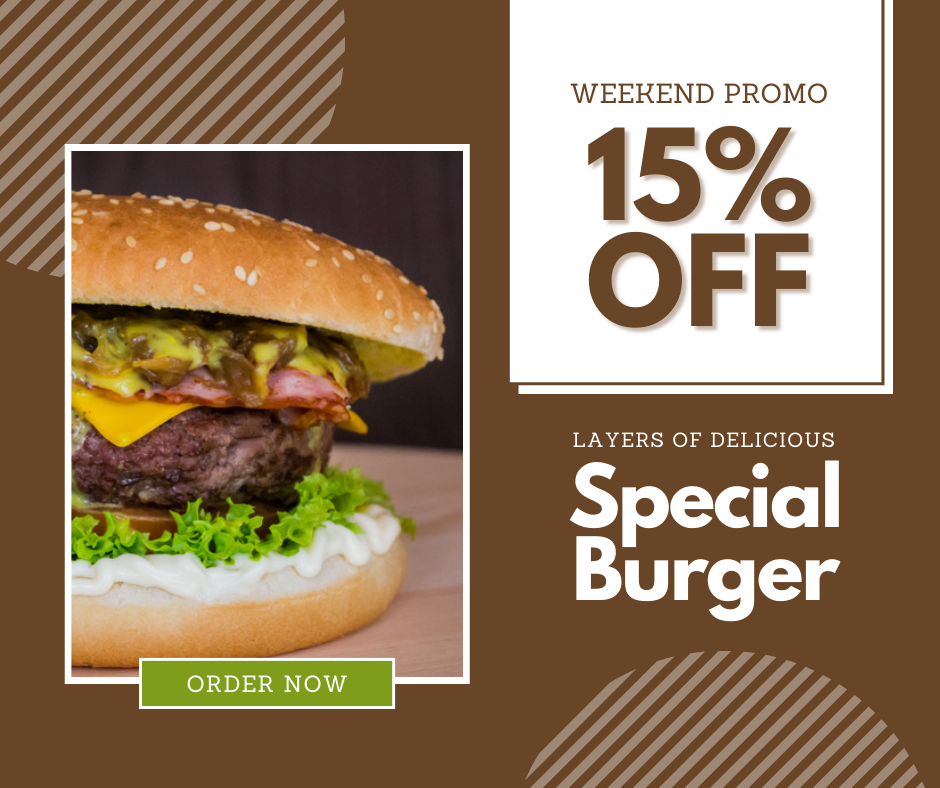 WEEKEND PROMO
15%
OFF
LAYERS OF DELICIOUS
Special
Burger
ORDER NOW